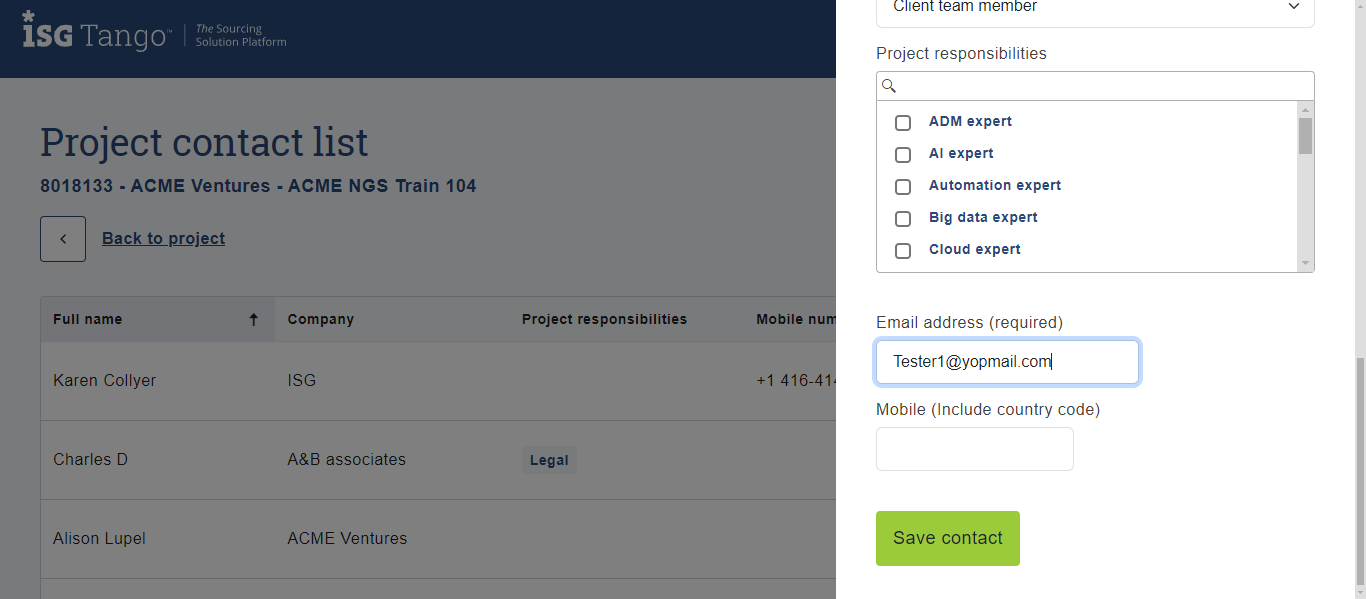 ISG Tango™ | The Sourcing
Solution Platform
Project contact list
8018133 - ACME Ventures - ACME NGS Train 104
Back to project
Full name Company Project responsibilities Mobile num
Karen Collyer ISG +1 416-414
Charles D A&B associates Legal
Alison Lupel ACME Ventures
Client team member
Project responsibilities
ADM expert
AI expert
Automation expert
Big data expert
Cloud expert
Email address (required)
Tester1@yopmail.com
Mobile (Include country code)
Save contact